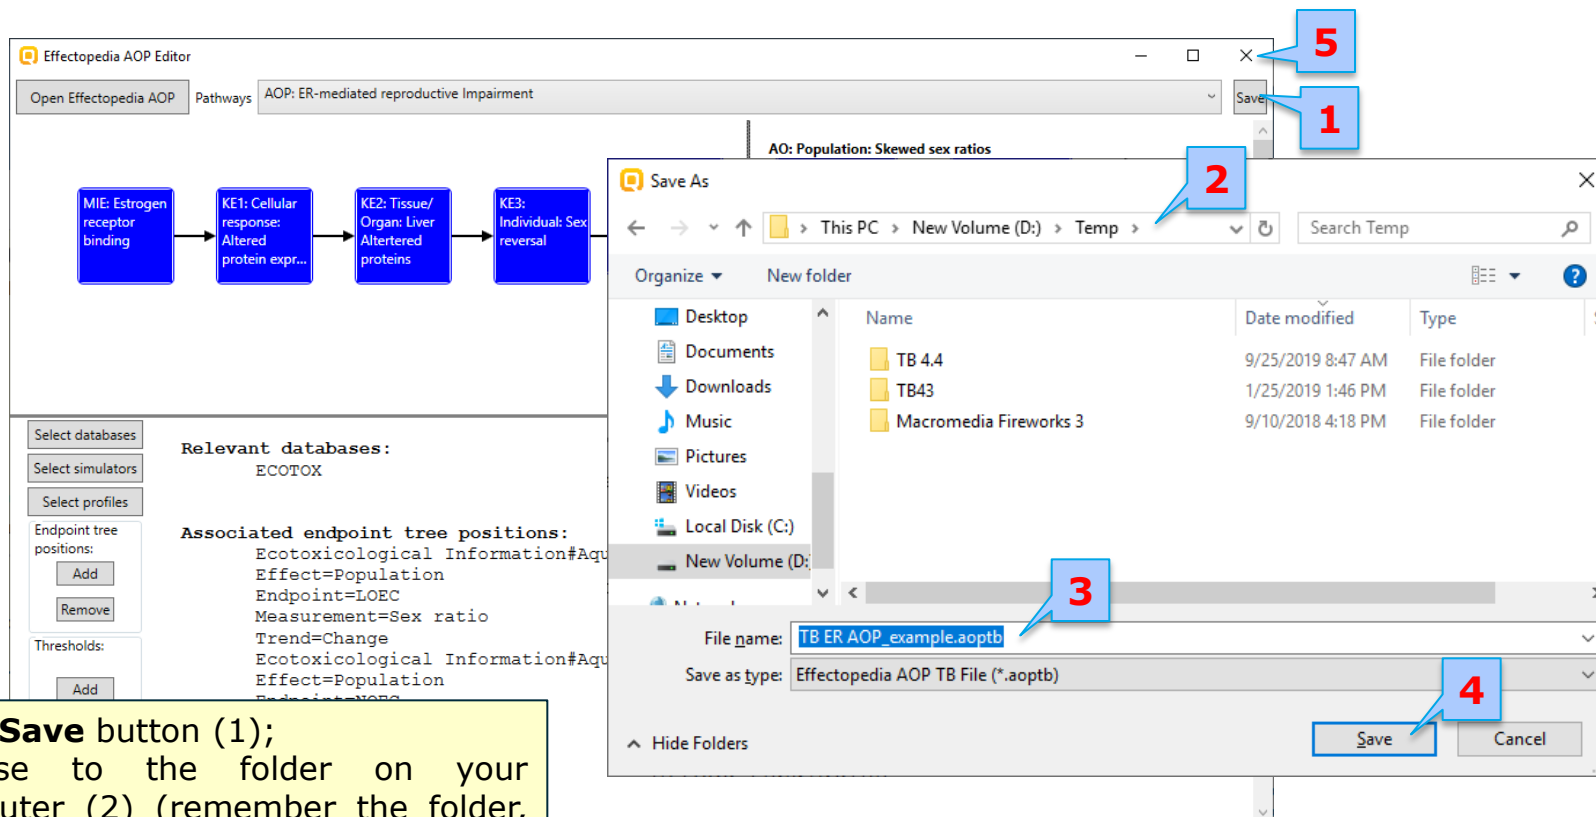 5
Effectopedia AOP Editor
Open Effectopedia AOP Pathways AOP: ER-mediated reproductive Impairment Save
1
AO: Population: Skewed sex ratios
MIE: Estrogen
receptor
binding
KE1: Cellular
response:
Altered
protein expr...
KE2: Tissue/
Organ: Liver
Altertered
proteins
KE3:
Individual: Sex
reversal
Save As
2
This PC > New Volume (D:) > Temp >
Search Temp
Organize New folder
Desktop
Documents
Downloads
Music
Pictures
Videos
Local Disk (C:)
New Volume (D:
Name Date modified Type
TB 4.4 9/25/2019 8:47 AM File folder
TB43 1/25/2019 1:46 PM File folder
Macromedia Fireworks 3 9/10/2018 4:18 PM File folder
3
File name: TB ER AOP_example.aoptb
Save as type: Effectopedia AOP TB File (*.aoptb)
4
Hide Folders Save Cancel
Select databases
Select simulators
Select profiles
Endpoint tree
positions:
Add
Remove
Thresholds:
Add
Relevant databases:
ECOTOX
Associated endpoint tree positions:
Ecotoxicological Information#Aqu
Effect=Population
Endpoint=LOEC
Measurement=Sex ratio
Trend=Change
Ecotoxicological Information#Aqu
Effect=Population
Endpoint=NOEC
Save button (1);
se to the folder on your
uter (2) (remember the folder,